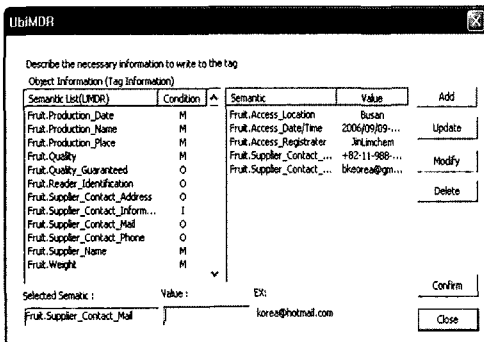 UbiMDR
Describe the necessary information to write to the tag
Object Information (Tag Information)
Semantic List(UMDR) Condition
Fruit.Production_Date M
Fruit.Production_Name M
Fruit.Production_Place M
Fruit.Quality M
Fruit.Quality_Guaranteed O
Fruit.Reader_Identification O
Fruit.Supplier_Contact_Address O
Fruit.Supplier_Contact_Inform... I
Fruit.Supplier_Contact_Mail O
Fruit.Supplier_Contact_Phone O
Fruit.Supplier_Name M
Fruit.Weight M
Semantic Value
Fruit.Access_Location Busan
Fruit.Access_Date/Time 2006/09/09-...
Fruit.Access_Registrater JinLimchem
Fruit.Supplier_Contact_... +82-11-988-...
Fruit.Supplier_Contact_... bkeorea@gm...
Add
Update
Modify
Delete
Confirm
Close
Selected Sematic : Value : EX:
Fruit.Supplier_Contact_Mail korea@hotmail.com